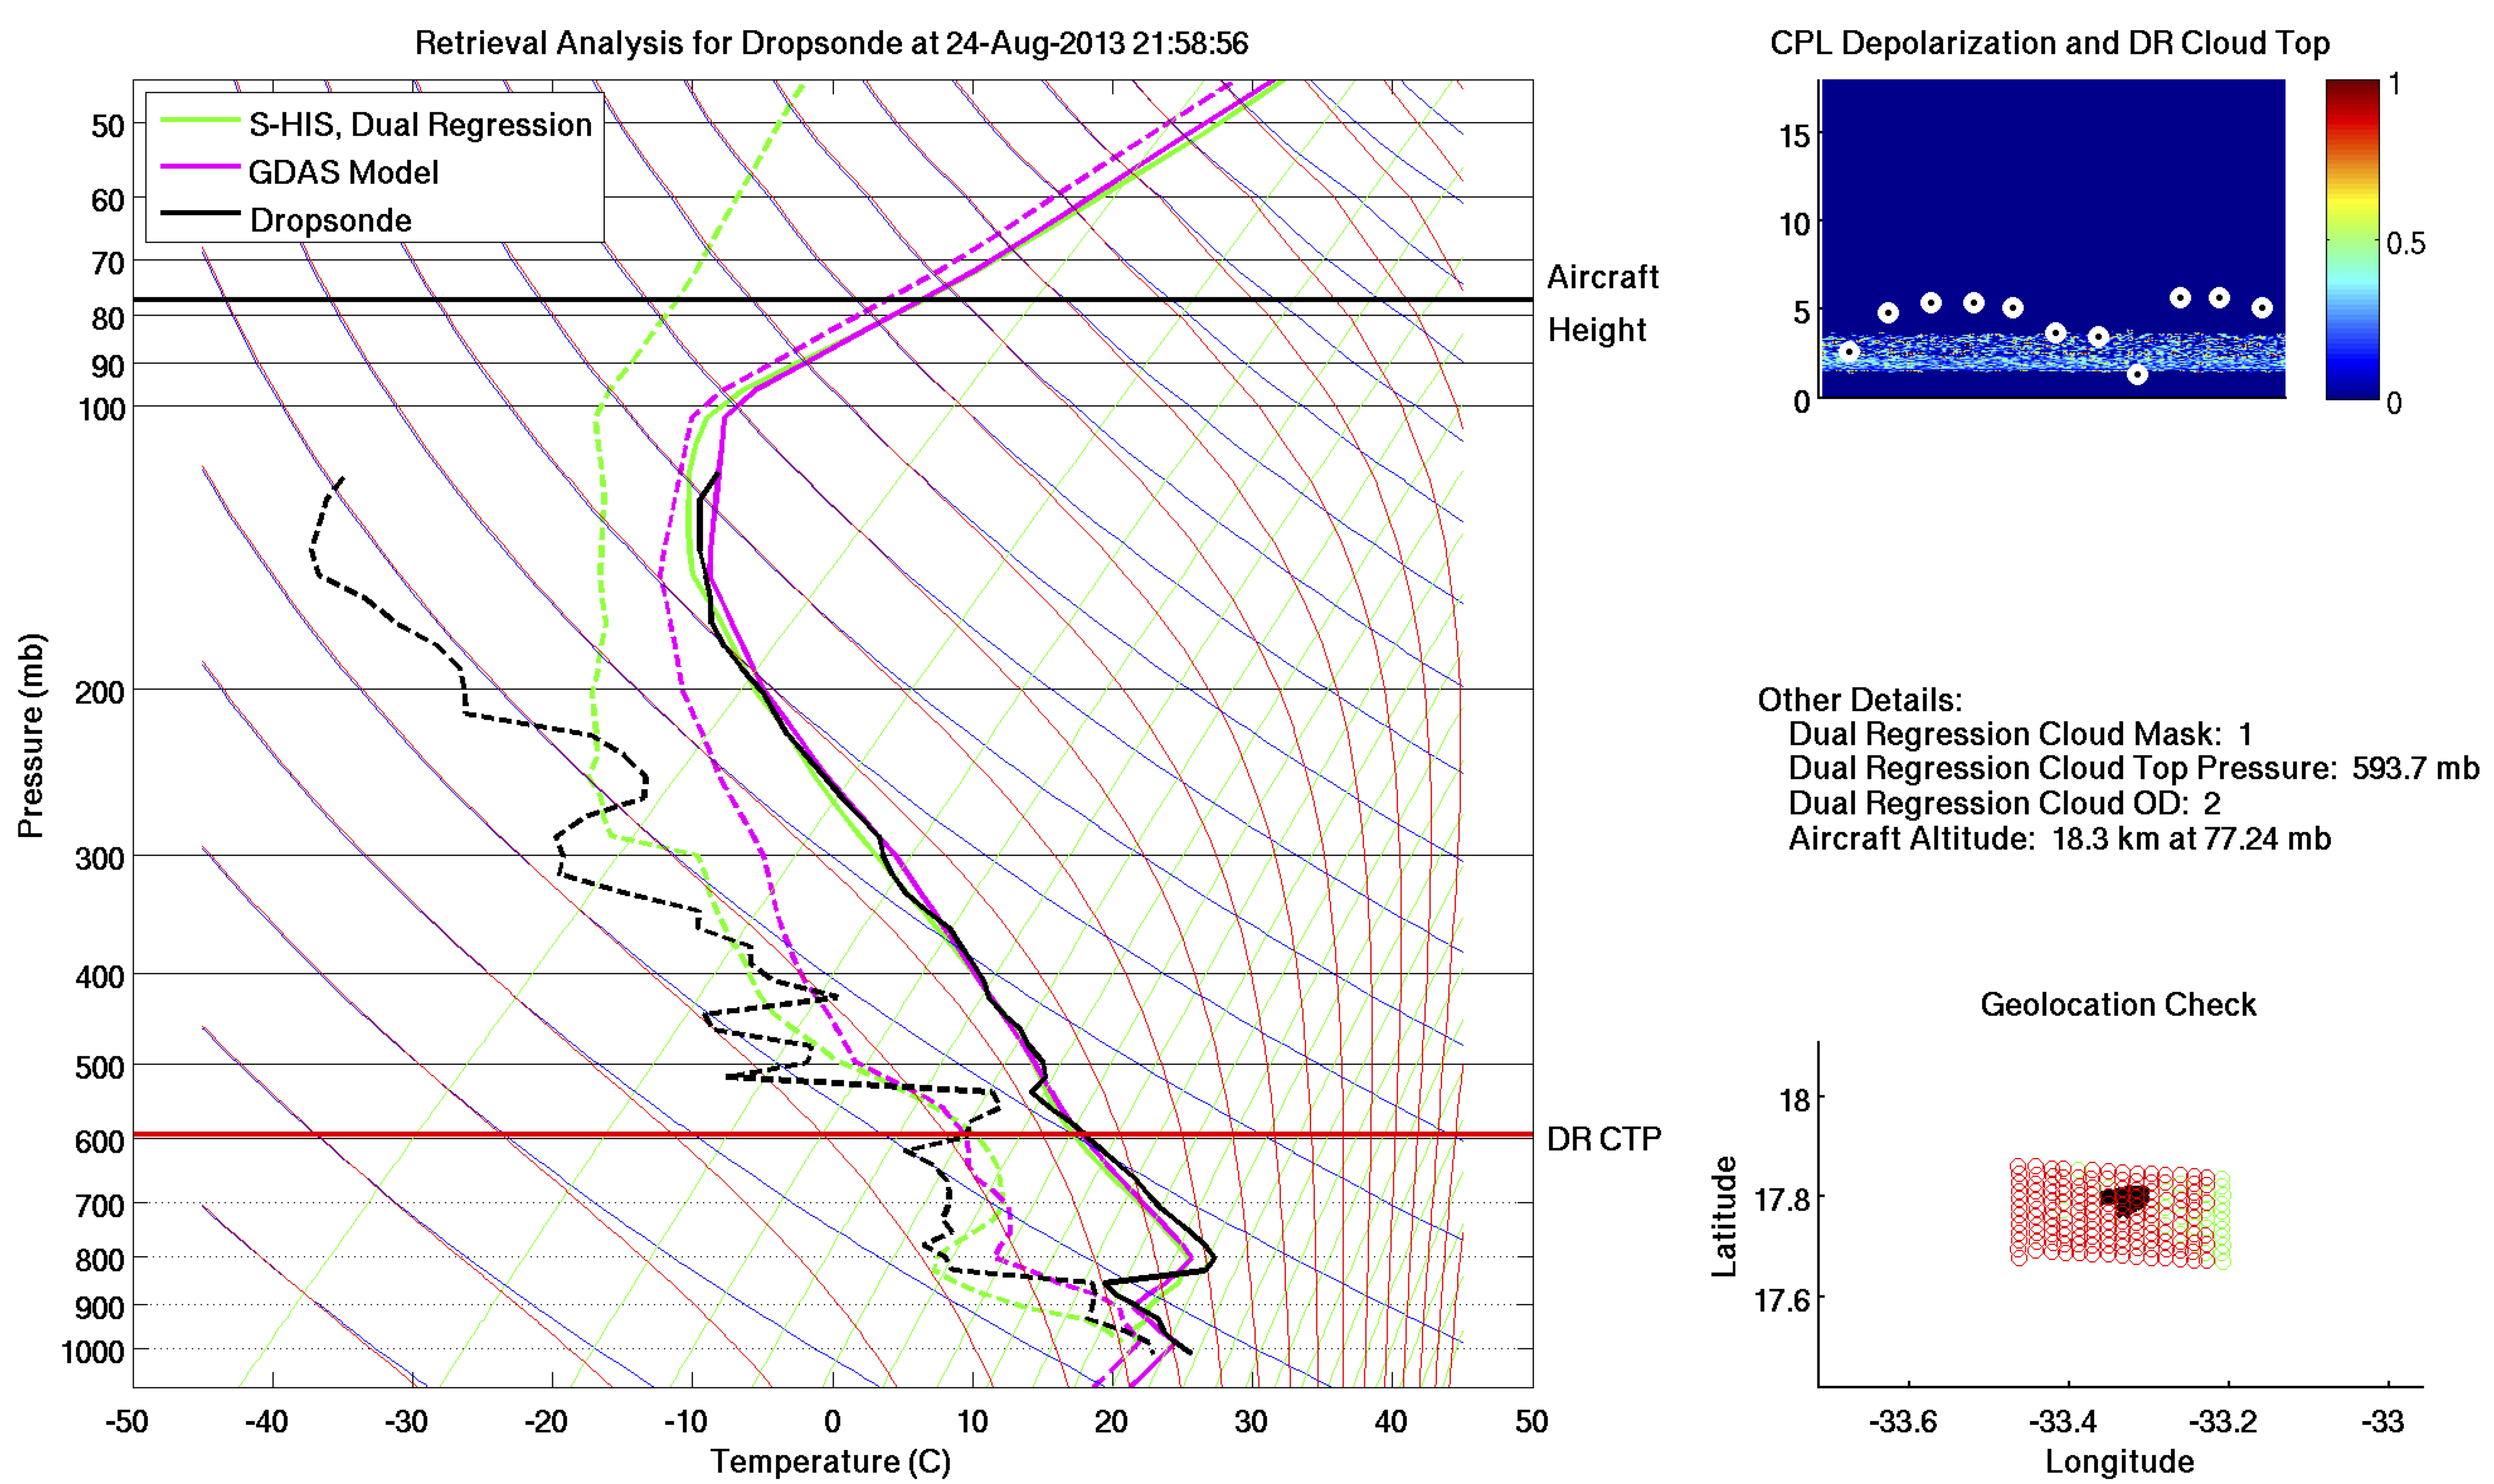 Retrieval Analysis for Dropsonde at 24-Aug-2013 21:58:56
S-HIS, Dual Regression
GDAS Model
Dropsonde
50
60
70
80
90
100
200
300
400
500
600
700
800
900
1000
Pressure (mb)
-50 -40 -30 -20 -10 0 10 20 30 40 50
Temperature (C)
Aircraft
Height
DR CTP
CPL Depolarization and DR Cloud Top
15
10
5
0
1
0.5
0
Other Details:
Dual Regression Cloud Mask: 1
Dual Regression Cloud Top Pressure: 593.7 mb
Dual Regression Cloud OD: 2
Aircraft Altitude: 18.3 km at 77.24 mb
Geolocation Check
18
17.8
17.6
Latitude
-33.6 -33.4 -33.2 -33
Longitude